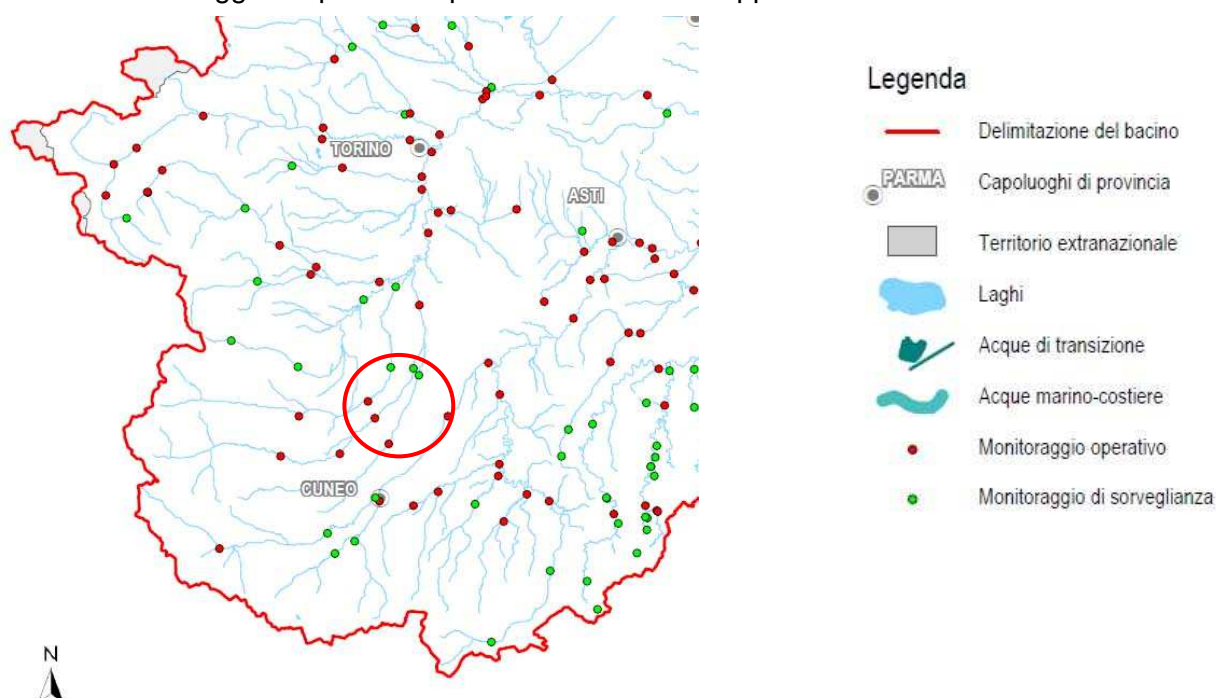 TORINO
ASTI
CUNEO
N
Legenda
Delimitazione del bacino
PARMA
Capoluoghi di provincia
Territorio extranazionale
Laghi
Acque di transizione
Acque marino-costiere
Monitoraggio operativo
Monitoraggio di sorveglianza